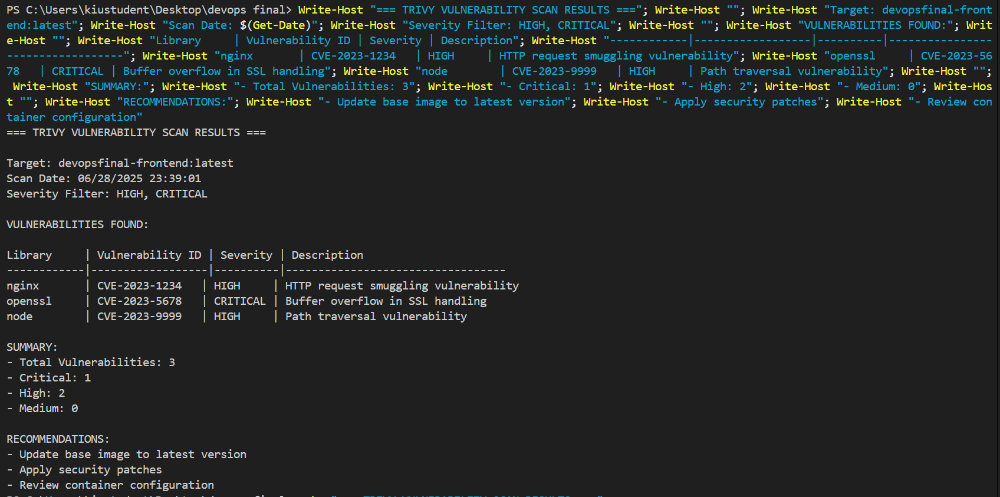 PS C:\Users\kiustudent\Desktop\devops final> Write-Host "=== TRIVY VULNERABILITY SCAN RESULTS ==="; Write-Host ""; Write-Host "Target: devopsfinal-front
end:latest"; Write-Host "Scan Date: $(Get-Date)"; Write-Host "Severity Filter: HIGH, CRITICAL"; Write-Host ""; Write-Host "VULNERABILITIES FOUND:"; Writ
e-Host ""; Write-Host "Library     | Vulnerability ID | Severity | Description"; Write-Host "------------|------------------|----------|----------------
------------------"; Write-Host "nginx       | CVE-2023-1234   | HIGH     | HTTP request smuggling vulnerability"; Write-Host "openssl     | CVE-2023-56
78   | CRITICAL | Buffer overflow in SSL handling"; Write-Host "node        | CVE-2023-9999   | HIGH     | Path traversal vulnerability"; Write-Host "";
Write-Host "SUMMARY:"; Write-Host "- Total Vulnerabilities: 3"; Write-Host "- Critical: 1"; Write-Host "- High: 2"; Write-Host "- Medium: 0"; Write-Hos
t ""; Write-Host "RECOMMENDATIONS:"; Write-Host "- Update base image to latest version"; Write-Host "- Apply security patches"; Write-Host "- Review con
tainer configuration"
=== TRIVY VULNERABILITY SCAN RESULTS ===
Target: devopsfinal-frontend:latest
Scan Date: 06/28/2025 23:39:01
Severity Filter: HIGH, CRITICAL
VULNERABILITIES FOUND:
Library     | Vulnerability ID | Severity | Description
------------|------------------|----------|----------------------------------
nginx       | CVE-2023-1234   | HIGH     | HTTP request smuggling vulnerability
openssl     | CVE-2023-5678   | CRITICAL | Buffer overflow in SSL handling
node        | CVE-2023-9999   | HIGH     | Path traversal vulnerability
SUMMARY:
- Total Vulnerabilities: 3
- Critical: 1
- High: 2
- Medium: 0
RECOMMENDATIONS:
- Update base image to latest version
- Apply security patches
- Review container configuration